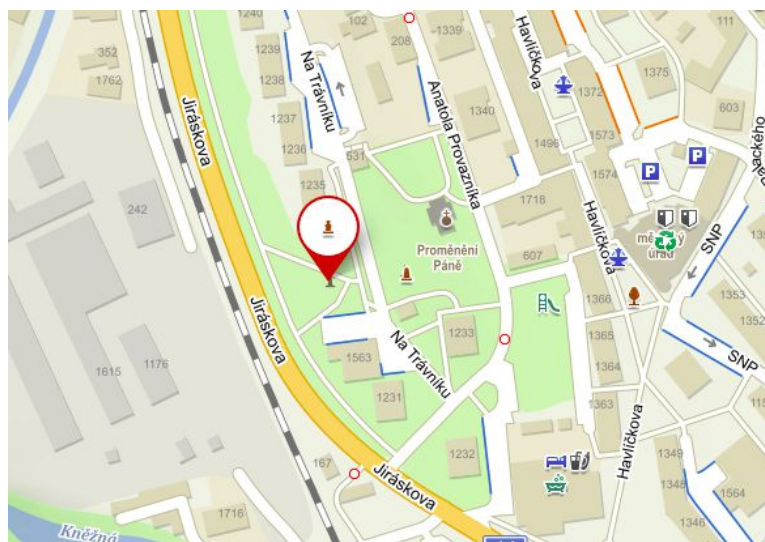 1240
102
1339
111
352
1239
208
Havlíčkova
1762
Na Trávníku
1238
1375
Jiráskova
Anatola Provazníka
1372
603
1237
1340
1236
531
1496
1573
P
P
1235
1574
242
1718
Havlíčkova
Proměnění
Páně
607
SNP
Jiráskova
1366
1353
1233
1365
1352
Na Trávníku
1563
1364
SNP
1176
1615
1231
1363
Havlíčkova
167
1232
1349
Jiráskova
1348
1564
1716
1346
Kněžná